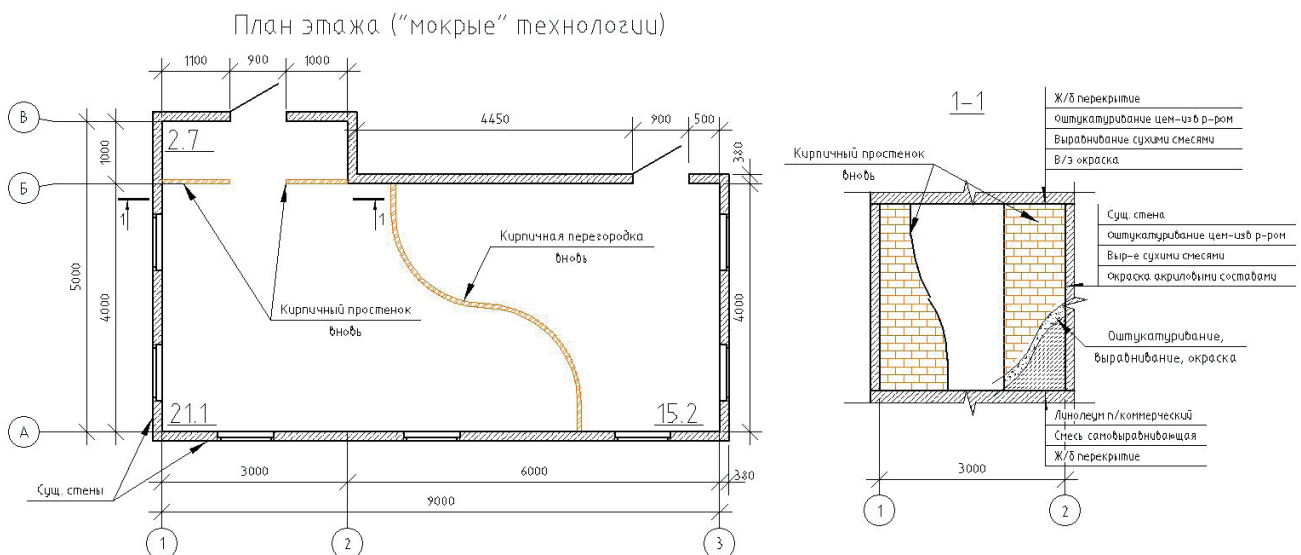 План этажа ("мокрые" технологии)
1100
900
1000
В
Б
А
2.7
4450
900
500
380
1000
5000
4000
4000
1
1
Кирпичная перегородка
вновь
Кирпичный простенок
вновь
21.1
15.2
3000
6000
380
9000
Сущ. стены
1
2
3
1-1
Ж/б перекрытие
Оштукатуривание цем-изв р-ром
Выравнивание сухими смесями
В/э окраска
Кирпичный простенок
вновь
Сущ. стена
Оштукатуривание цем-изв р-ром
Выр-е сухими смесями
Окраска акриловыми составами
Оштукатуривание,
выравнивание, окраска
Линолеум п/коммерческий
Смесь самовыравнивающая
Ж/б перекрытие
3000
1
2